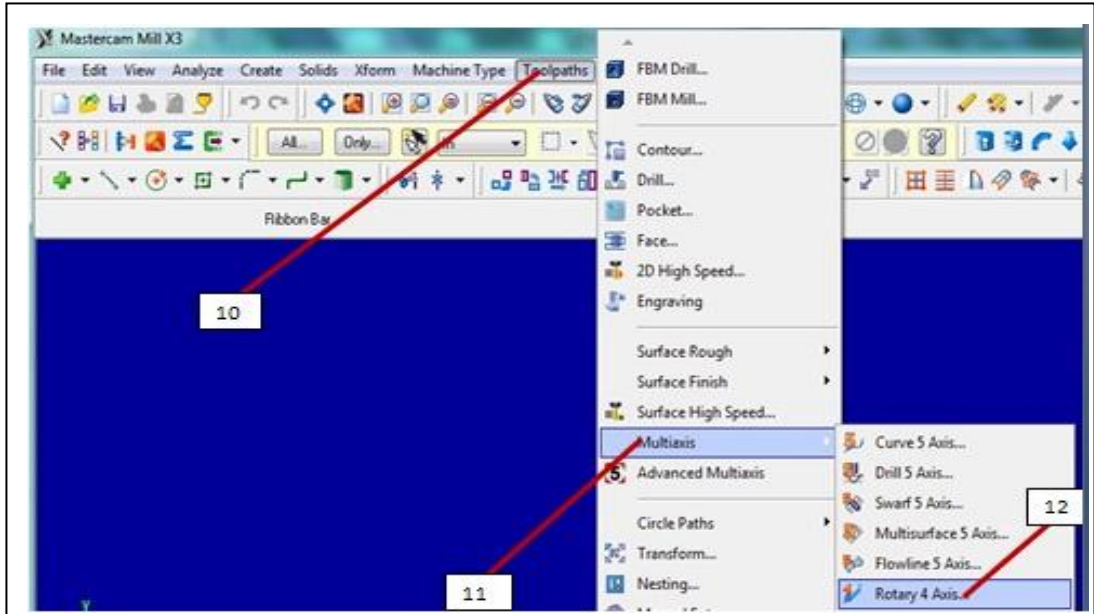 Mastercam Mill X3
File Edit View Analyze Create Solids Xform Machine Type Toolpaths
All... Only...
Ribbon Bar
FBM Drill...
FBM Mill...
Contour...
Drill...
Pocket...
Face...
2D High Speed...
Engraving
Surface Rough
Surface Finish
Surface High Speed...
Multiaxis
5 Advanced Multiaxis
Circle Paths
Transform...
Nesting...
Curve 5 Axis...
Drill 5 Axis...
Swarf 5 Axis...
Multisurface 5 Axis...
Flowline 5 Axis...
Rotary 4 Axis...
10
11
12
Y